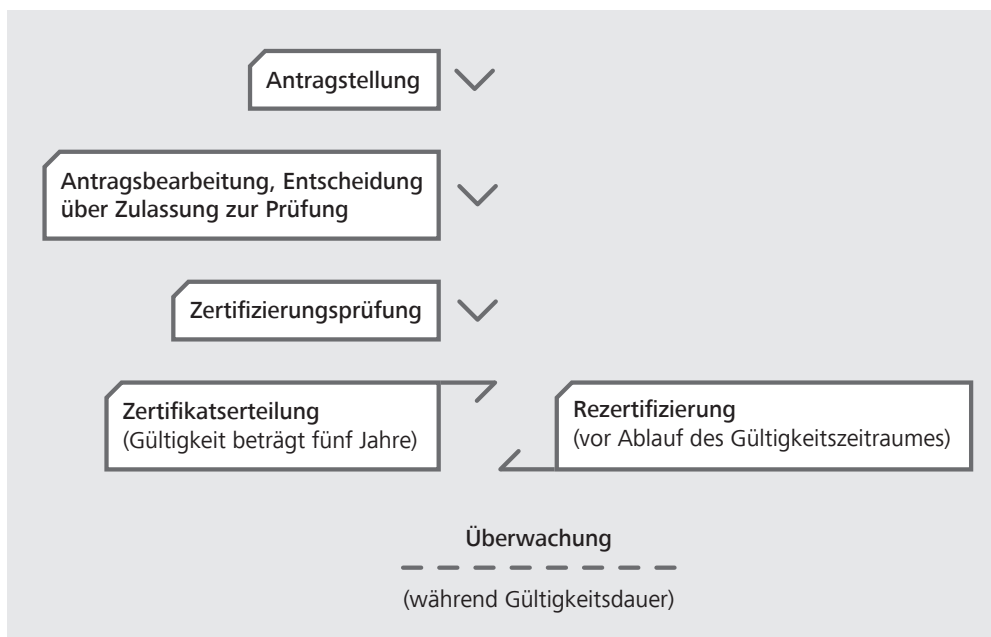 Antragstellung
Antragsbearbeitung, Entscheidung
über Zulassung zur Prüfung
Zertifizierungsprüfung
Zertifikatserteilung
(Gültigkeit beträgt fünf Jahre)
Rezertifizierung
(vor Ablauf des Gültigkeitszeitraumes)
Überwachung
(während Gültigkeitsdauer)